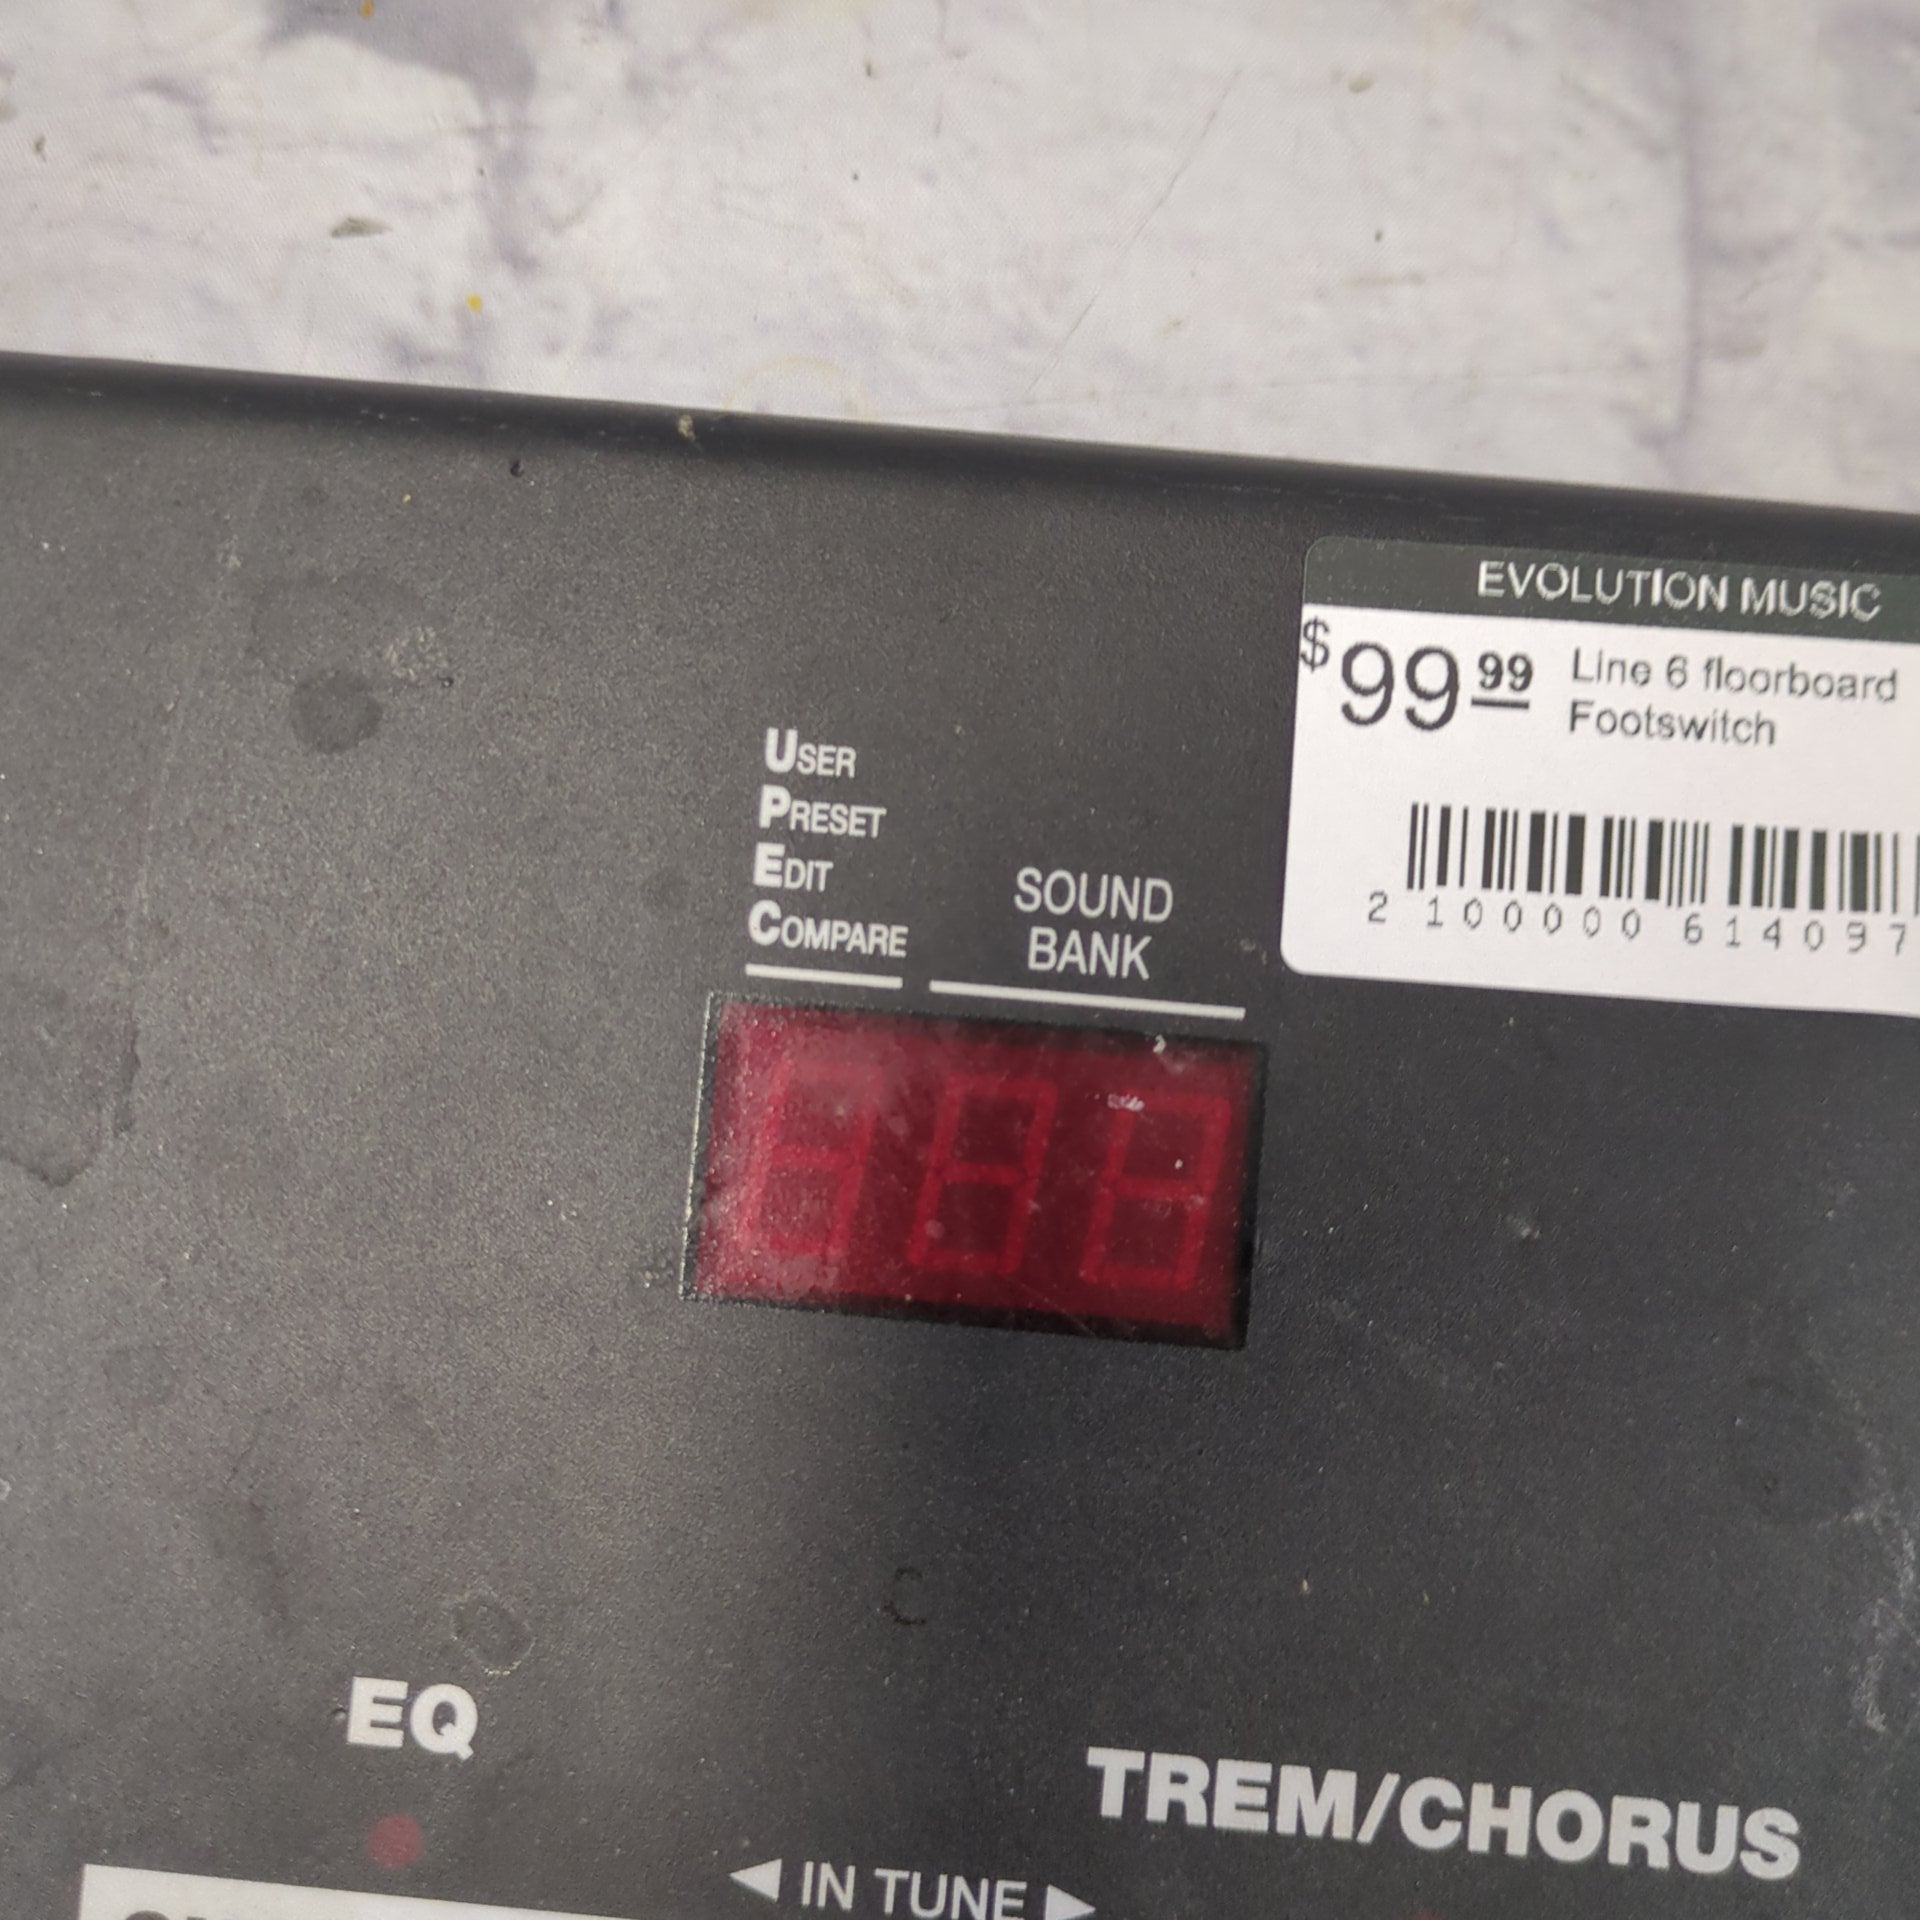 EVOLUTION MUSIC
$99.99 Line 6 floorboard
Footswitch
2 100000 614097
USER
PRESET
EDIT
COMPARE
SOUND
BANK
EQ
TREM/CHORUS
◀ IN TUNE ▶